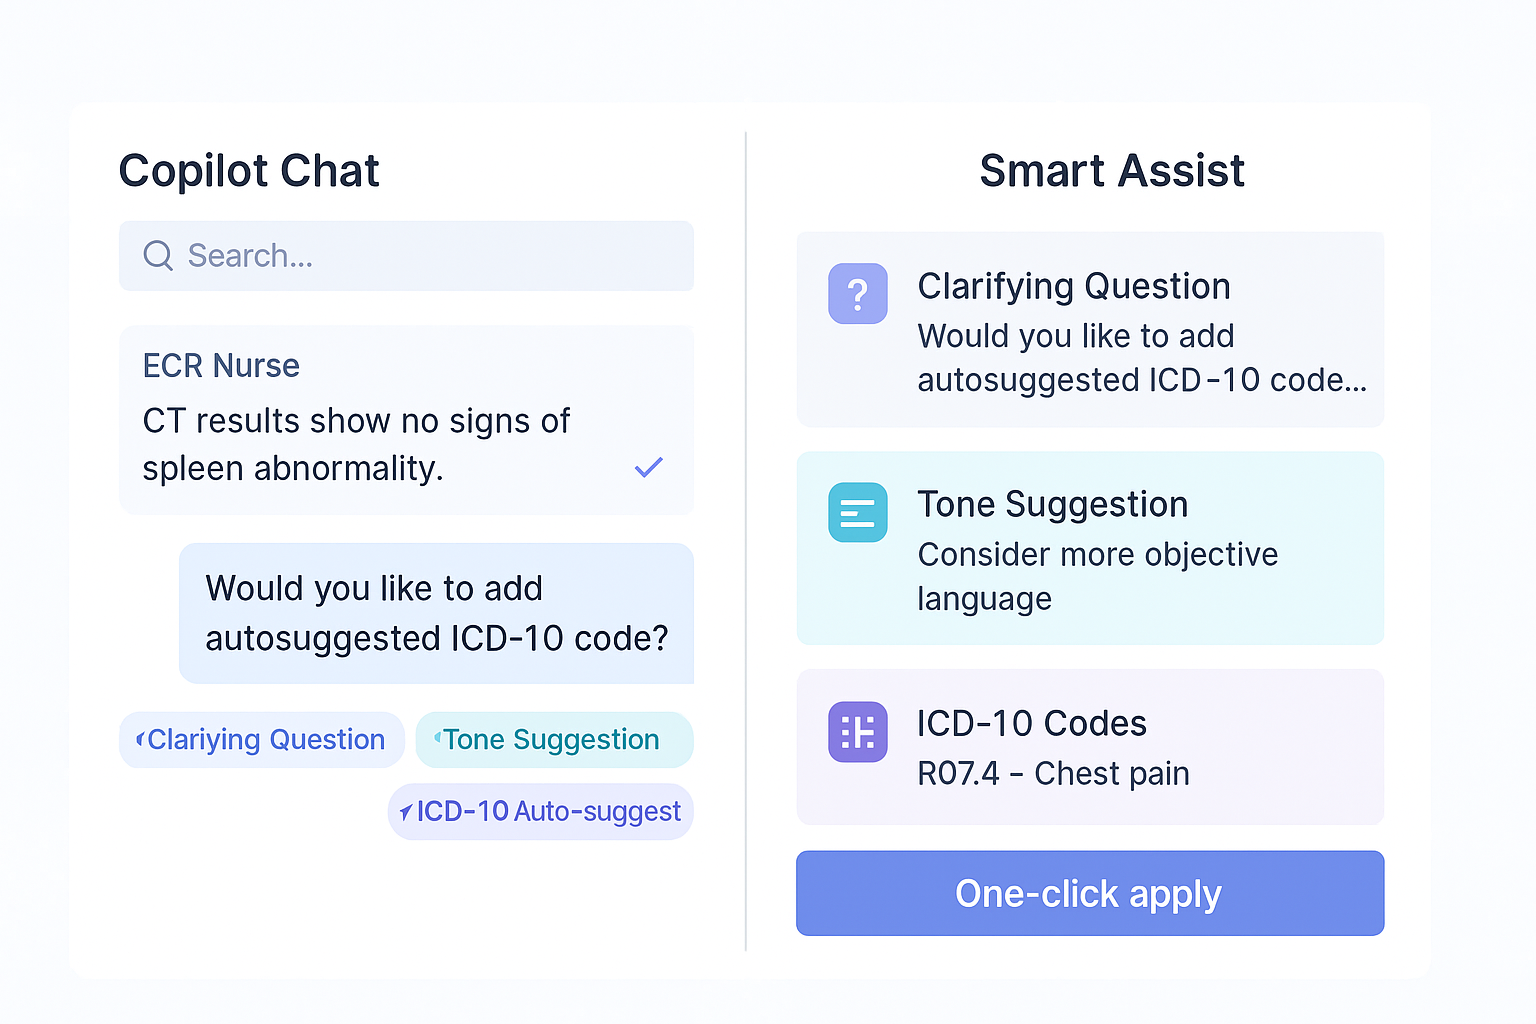 Copilot Chat
Search...
ECR Nurse
CT results show no signs of
spleen abnormality.
Would you like to add
autosuggested ICD-10 code?
Clariying Question
Tone Suggestion
ICD-10 Auto-suggest
Smart Assist
?
Clarifying Question
Would you like to add
autosuggested ICD-10 code...
Tone Suggestion
Consider more objective
language
ICD-10 Codes
R07.4 - Chest pain
One-click apply